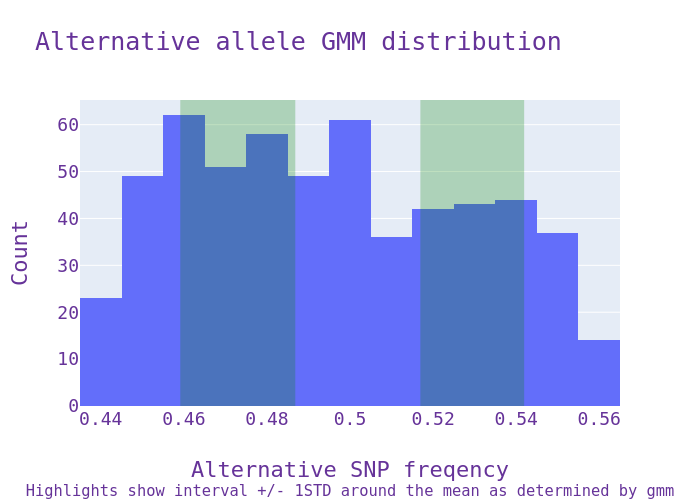 Alternative allele GMM distribution
60
50
40
30
20
10
0
Count
0.44 0.46 0.48 0.5 0.52 0.54 0.56
Alternative SNP freqency
Highlights show interval +/- 1STD around the mean as determined by gmm